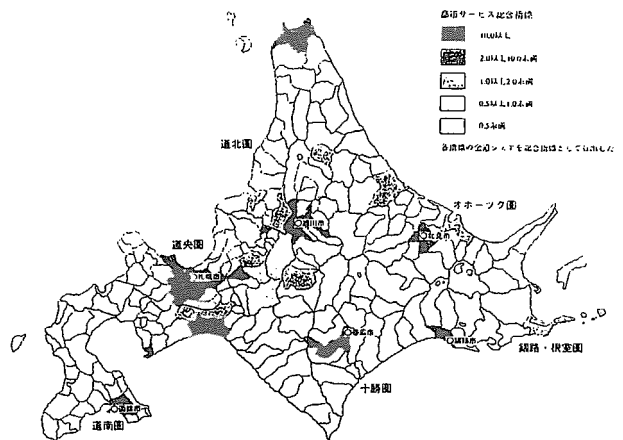 都市サービス総合指標
10.0以上
2.0以上10.0未満
1.0以上2.0未満
0.5以上1.0未満
0.5未満
道北圏
オホーツク圏
旭川市
北見市
道央圏
札幌市
帯広市
釧路市
釧路・根室圏
十勝圏
函館市
道南圏